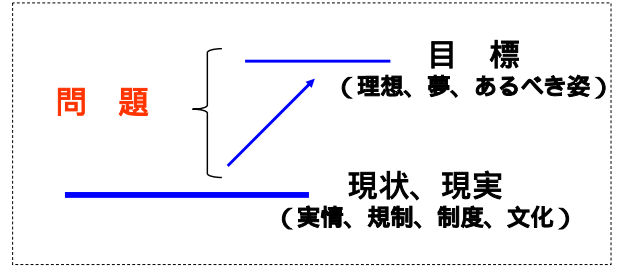 目　標
（理想、夢、あるべき姿）
問　題
現状、現実
（実情、規制、制度、文化）